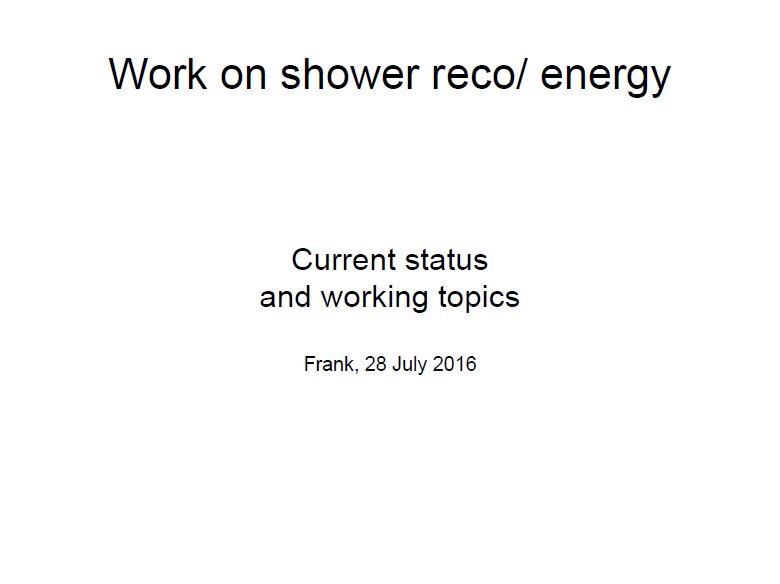 Work on shower reco/ energy
Current status
and working topics
Frank, 28 July 2016